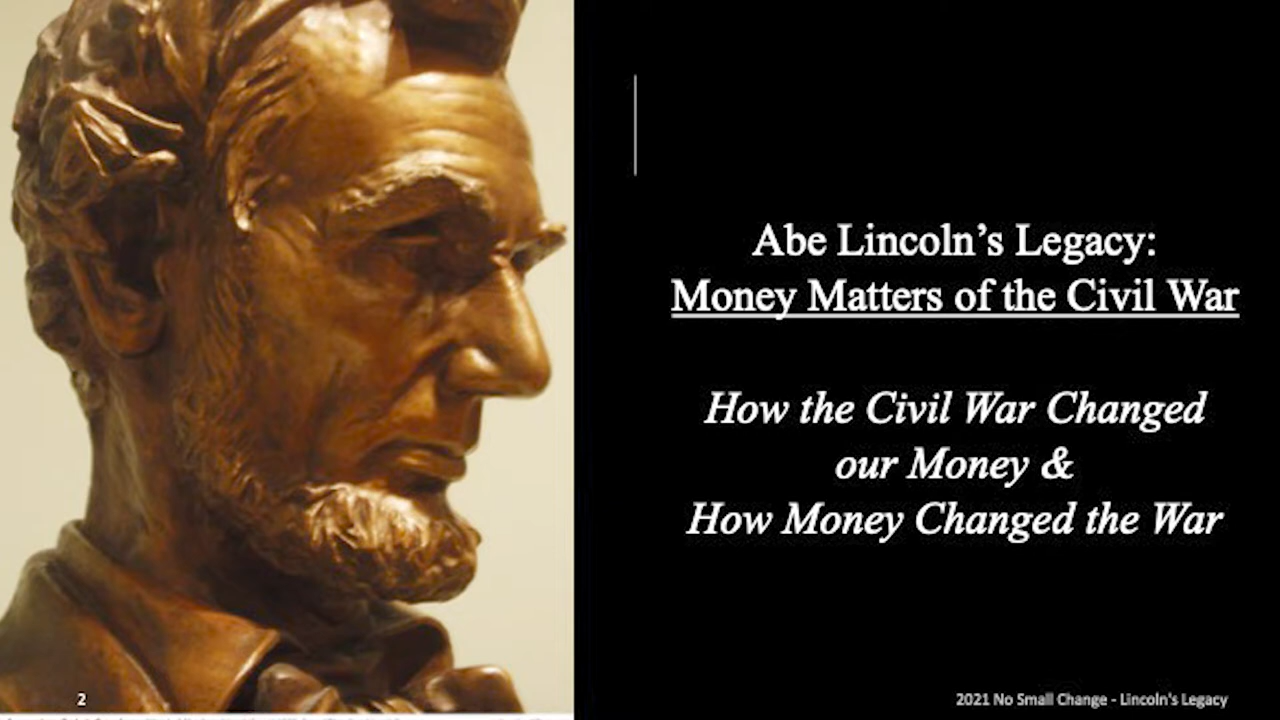 Abe Lincoln’s Legacy:
Money Matters of the Civil War
How the Civil War Changed
our Money &
How Money Changed the War
2
2021 No Small Change - Lincoln's Legacy